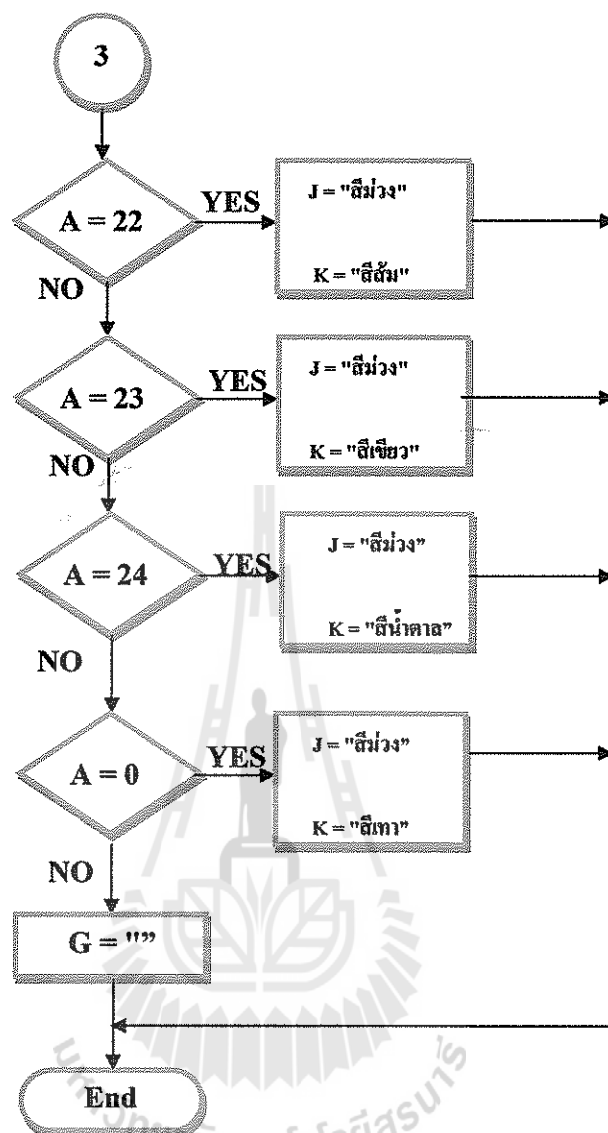 3
A = 22
YES
J = "สีม่วง"
K = "สีส้ม"
NO
A = 23
YES
J = "สีม่วง"
K = "สีเขียว"
NO
A = 24
YES
J = "สีม่วง”
K = "สีน้ำตาล”
NO
A = 0
YES
J = "สีม่วง”
K = "สีเทา”
NO
G = "”
End